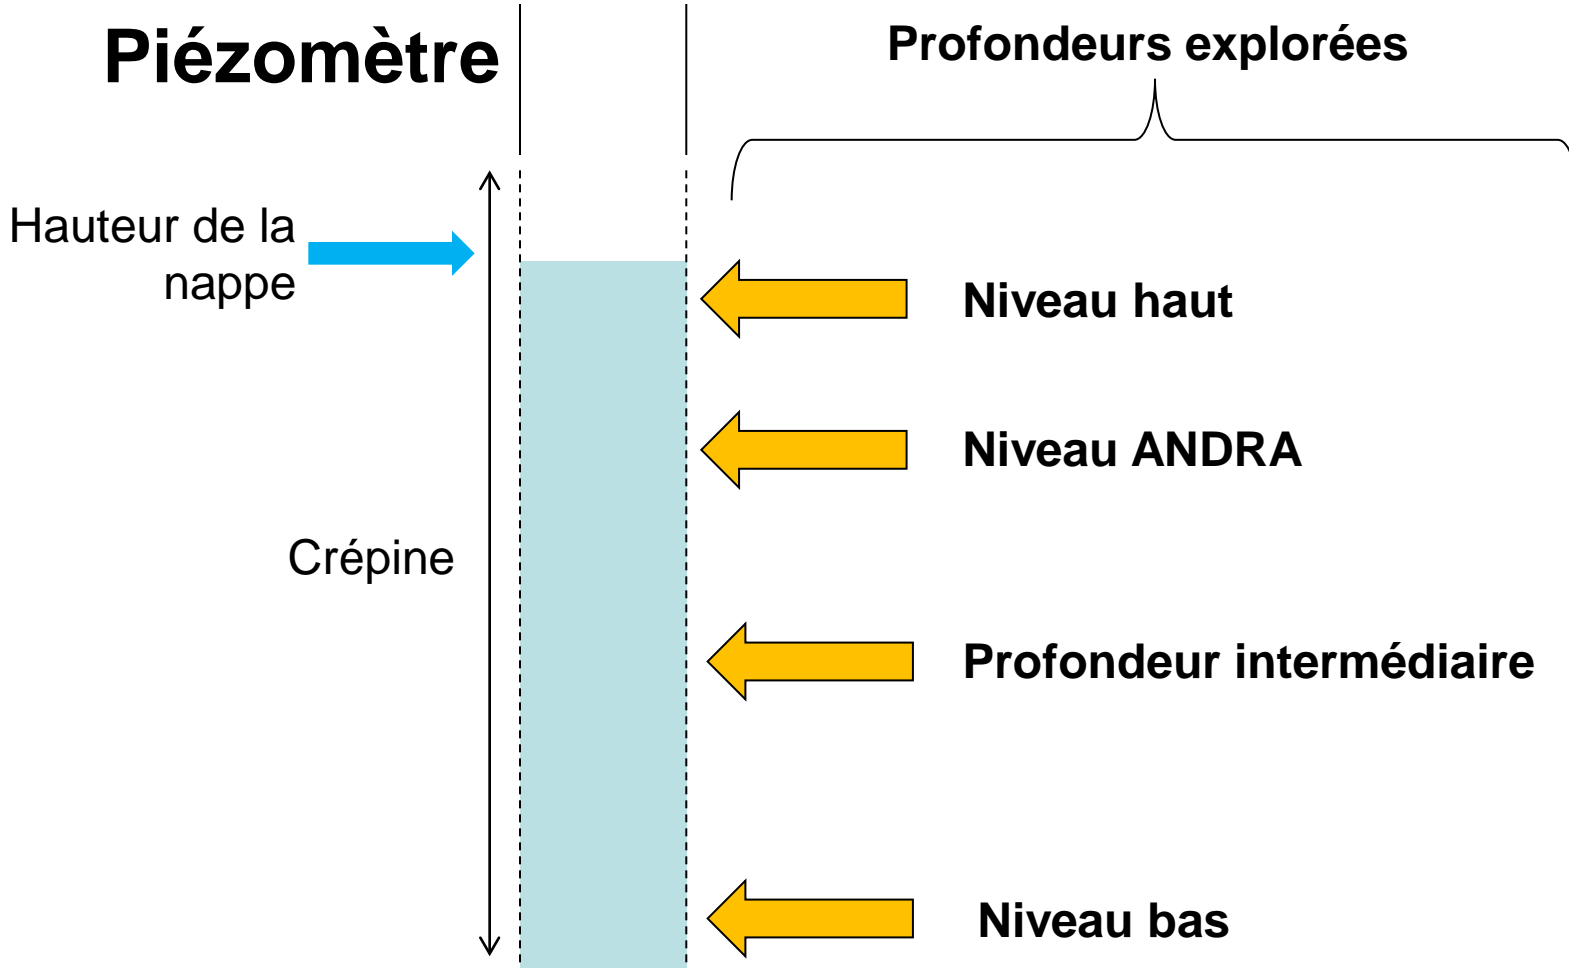 Piézomètre
Profondeurs explorées
Hauteur de la
nappe
Niveau haut
Niveau ANDRA
Crépine
Profondeur intermédiaire
Niveau bas